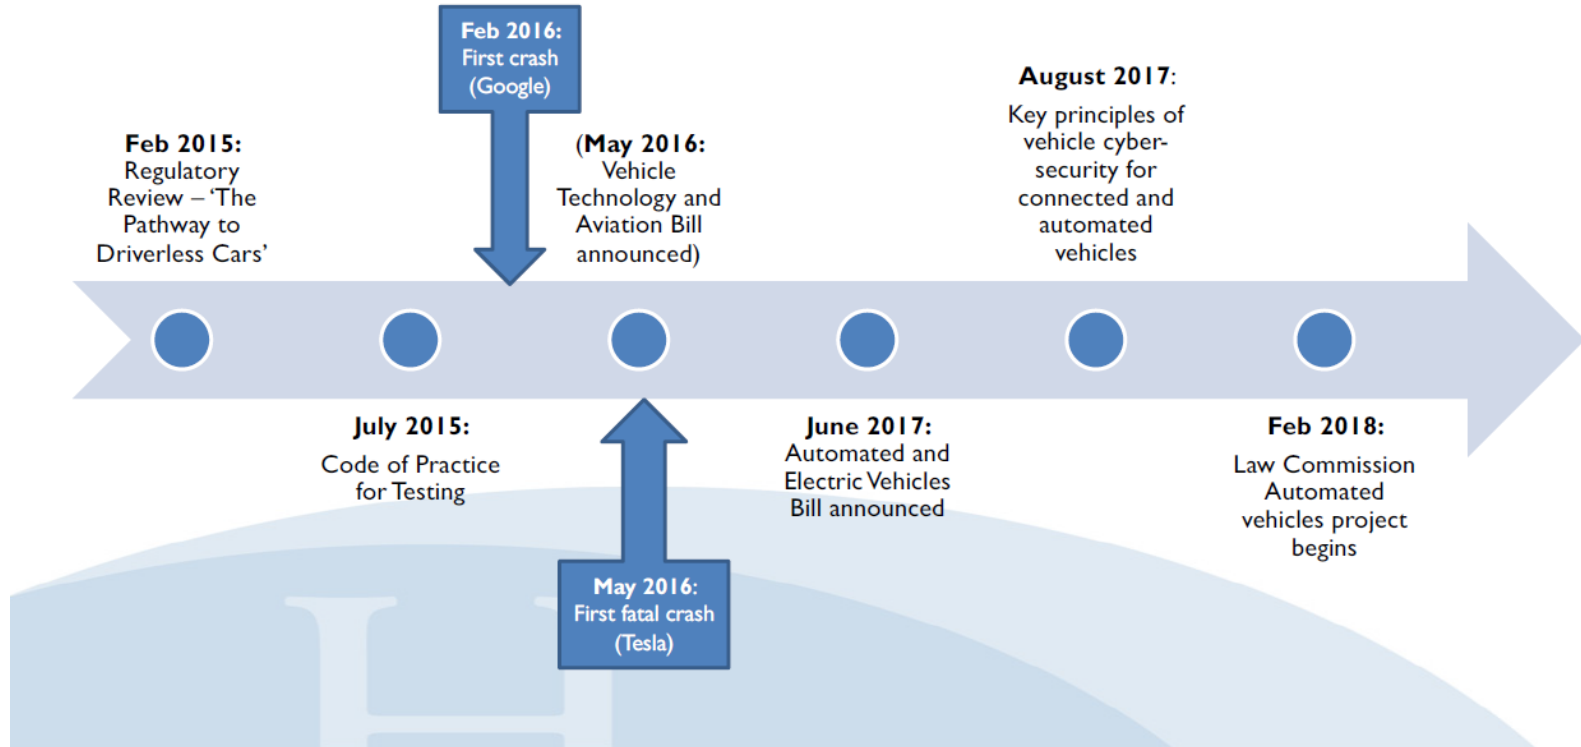 Feb 2015:
Regulatory
Review – ‘The
Pathway to
Driverless Cars’
July 2015:
Code of Practice
for Testing
Feb 2016:
First crash
(Google)
(May 2016:
Vehicle
Technology and
Aviation Bill
announced)
May 2016:
First fatal crash
(Tesla)
June 2017:
Automated and
Electric Vehicles
Bill announced
August 2017:
Key principles of
vehicle cyber-
security for
connected and
automated
vehicles
Feb 2018:
Law Commission
Automated
vehicles project
begins
H